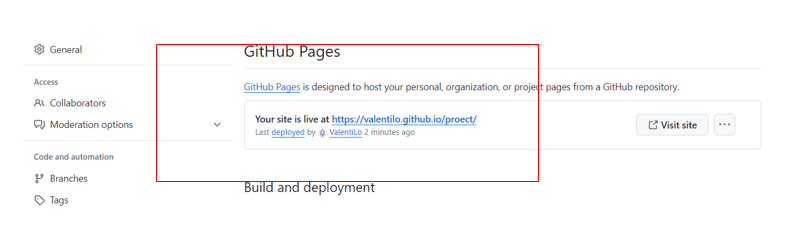 General
Access
Collaborators
Moderation options
Code and automation
Branches
Tags
GitHub Pages
GitHub Pages is designed to host your personal, organization, or project pages from a GitHub repository.
Your site is live at https://valentilo.github.io/proect/
Last deployed by ValentiLo 2 minutes ago
Visit site
Build and deployment